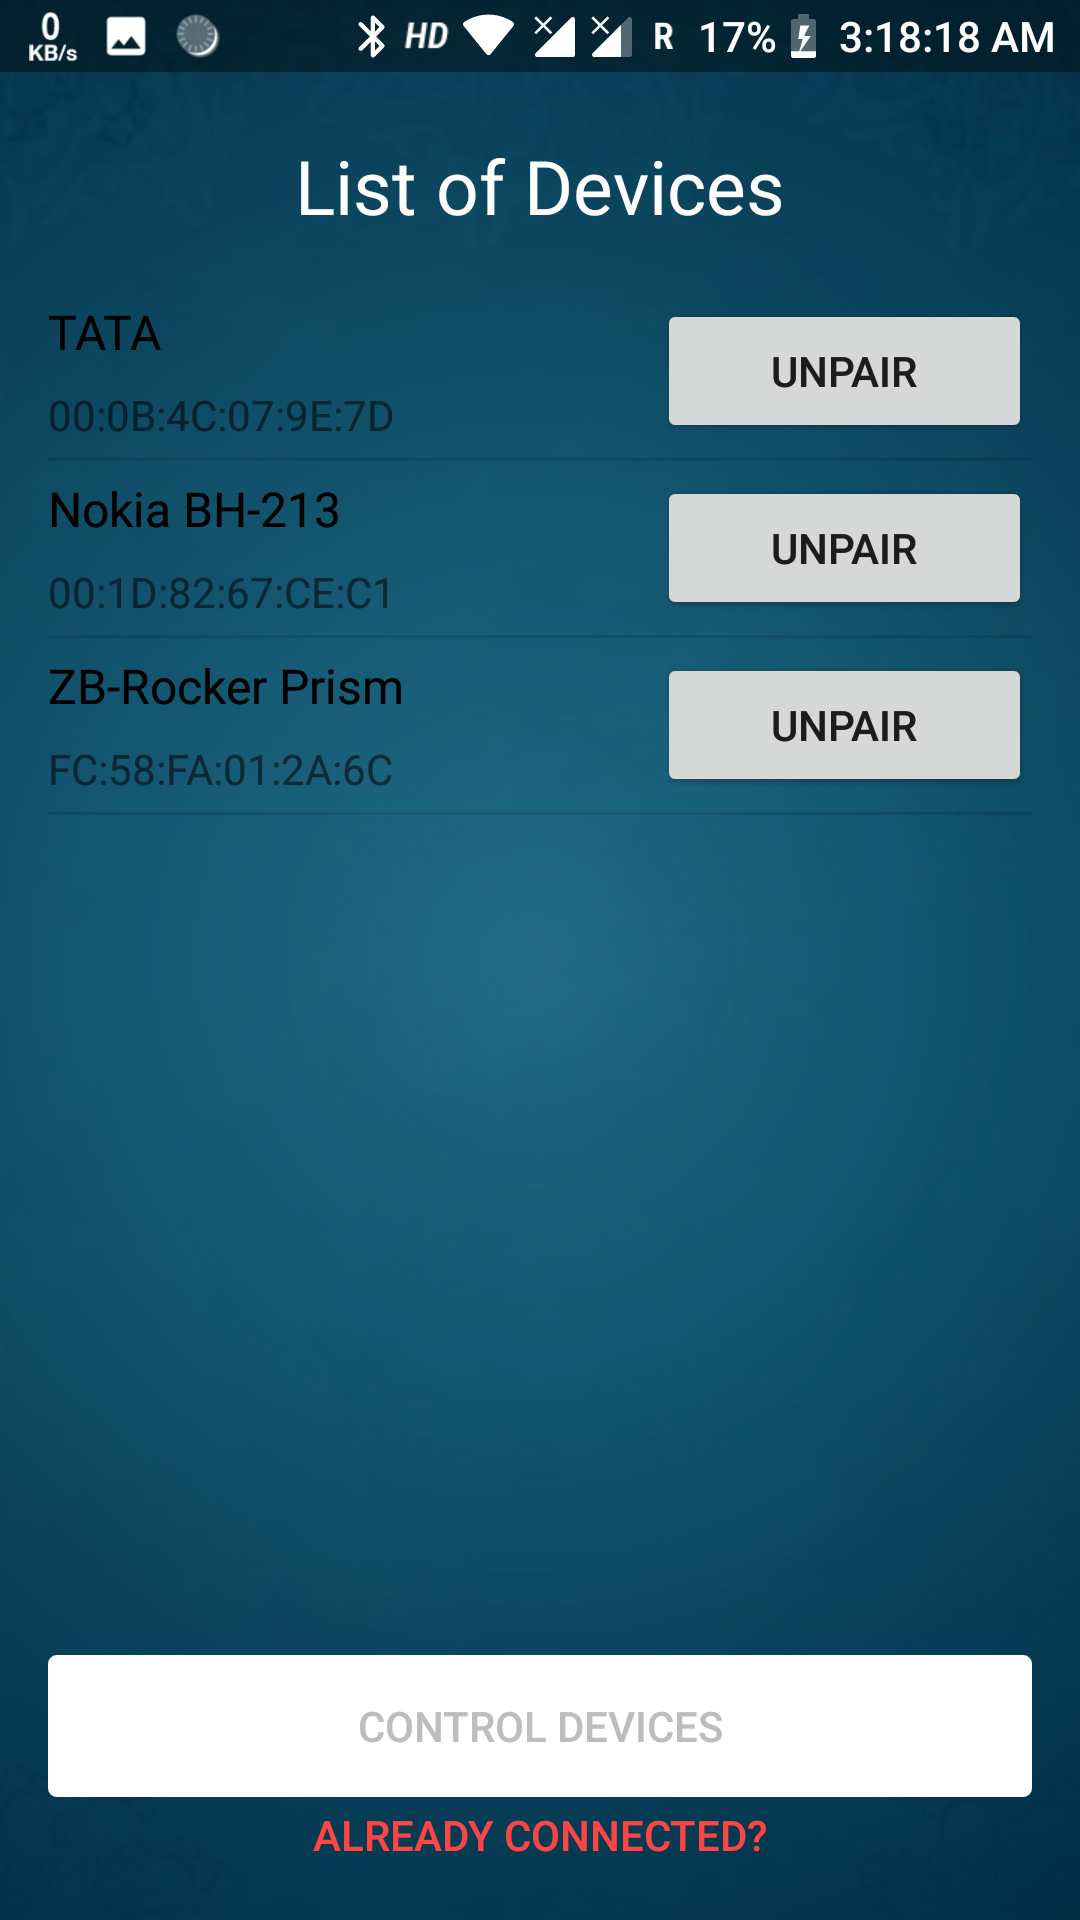 0
KB/s
HD
R
17%
3:18:18 AM
List of Devices
TATA
UNPAIR
00:0B:4C:07:9E:7D
Nokia BH-213
UNPAIR
00:1D:82:67:CE:C1
ZB-Rocker Prism
UNPAIR
FC:58:FA:01:2A:6C
CONTROL DEVICES
ALREADY CONNECTED?